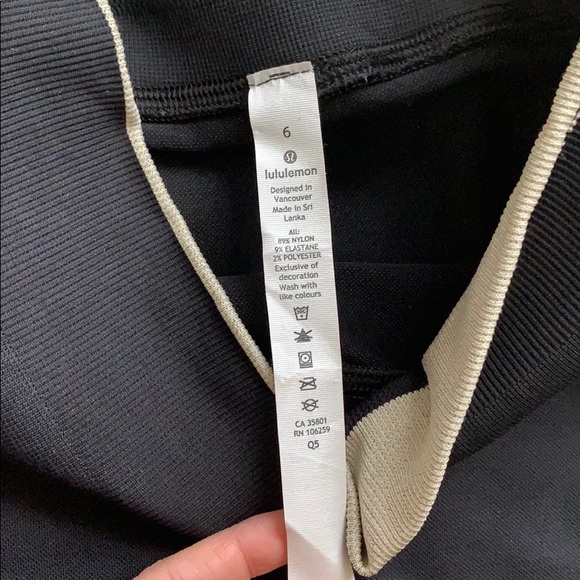 6
lululemon
Designed in
Vancouver
Made in Sri
Lanka
All:
89% NYLON
9% ELASTANE
2% POLYESTER
Exclusive of
decoration
Wash with
like colours
CA 35801
RN 106259
Q5